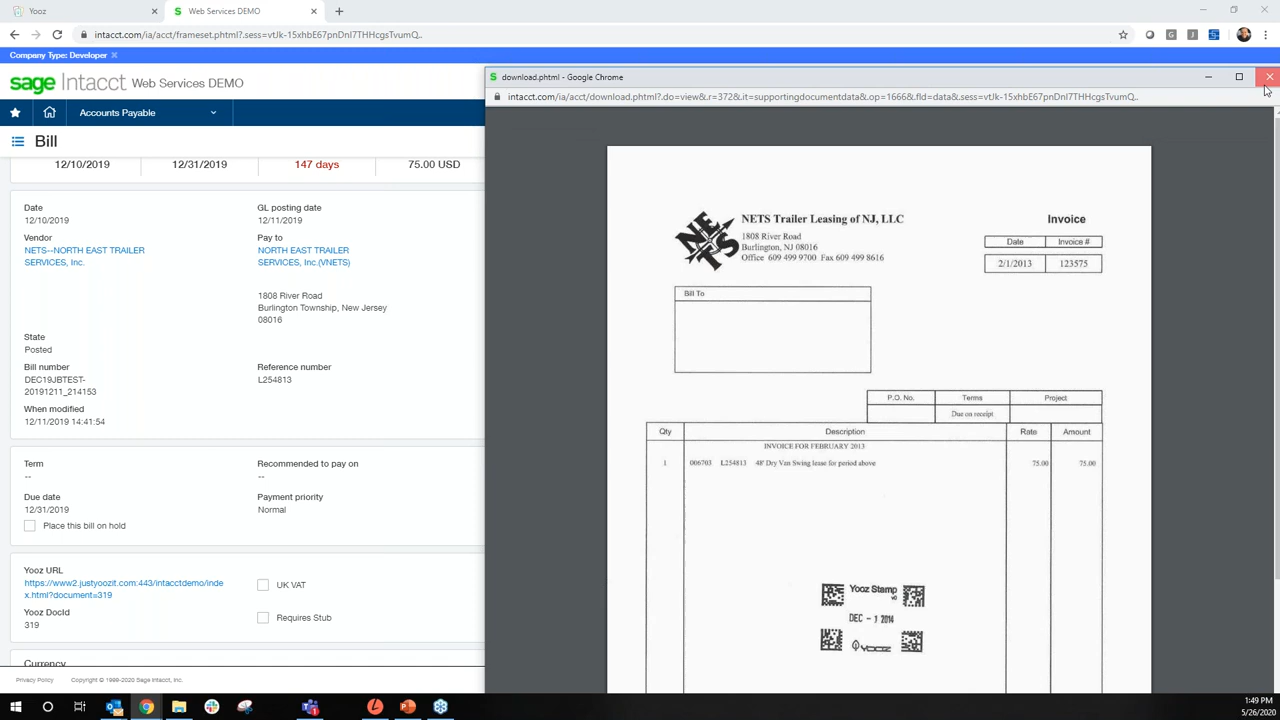 Yooz
Web Services DEMO
intacct.com/ia/acct/frameset.phtml?.sess=vtJk-15xhbE67pnDnI7THHcgsTvumQ..
Company Type: Developer
sage Intacct Web Services DEMO
Accounts Payable
Bill
12/10/2019 12/31/2019 147 days 75.00 USD
Date
12/10/2019
GL posting date
12/11/2019
Vendor
NETS--NORTH EAST TRAILER
SERVICES, Inc.
Pay to
NORTH EAST TRAILER
SERVICES, Inc.(VNETS)
1808 River Road
Burlington Township, New Jersey
08016
State
Posted
Bill number
DEC19JBTEST-
20191211_214153
Reference number
L254813
When modified
12/11/2019 14:41:54
Term
--
Recommended to pay on
--
Due date
12/31/2019
Payment priority
Normal
Place this bill on hold
Yooz URL
https://www2.justyoozit.com:443/intacctdemo/inde
x.html?document=319
UK VAT
Yooz DocId
319
Requires Stub
Currency
Privacy Policy Copyright © 1999-2020 Sage Intacct, Inc.
download.phtml - Google Chrome
intacct.com/ia/acct/download.phtml?.do=view&.r=372&.it=supportingdocumentdata&.op=1666&.fld=data&.sess=vtJk-15xhbE67pnDnI7THHcgsTvumQ..
NETS
NETS Trailer Leasing of NJ, LLC
1808 River Road
Burlington, NJ 08016
Office 609 499 9700 Fax 609 499 8616
Invoice
Date Invoice #
2/1/2013 123575
Bill To
P.O. No. Terms Project
Due on receipt
Qty Description Rate Amount
INVOICE FOR FEBRUARY 2013
1 006703 L254813 48' Dry Van Swing lease for period above 75.00 75.00
Yooz Stamp
DEC - 1 2014
YOOZ
1:49 PM
5/26/2020